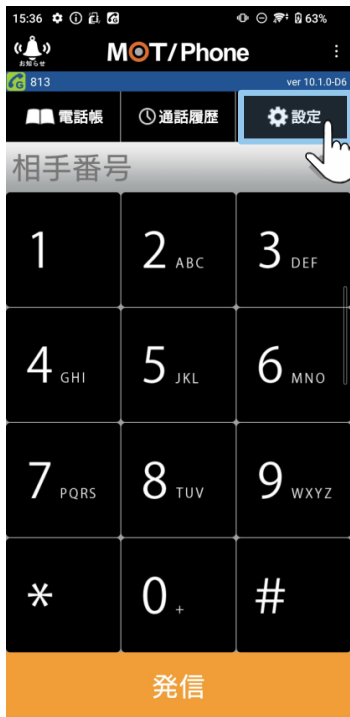 15:36 63%
お知らせ MOT/Phone
G 813 ver 10.1.0-D6
電話帳 通話履歴 設定
相手番号
1 2 ABC 3 DEF
4 GHI 5 JKL 6 MNO
7 PQRS 8 TUV 9 WXYZ
* 0 + #
発信